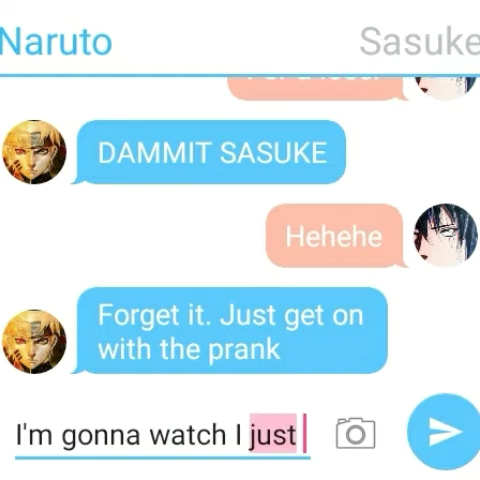 Naruto Sasuke
DAMMIT SASUKE
Hehehe
Forget it. Just get on
with the prank
I'm gonna watch I just